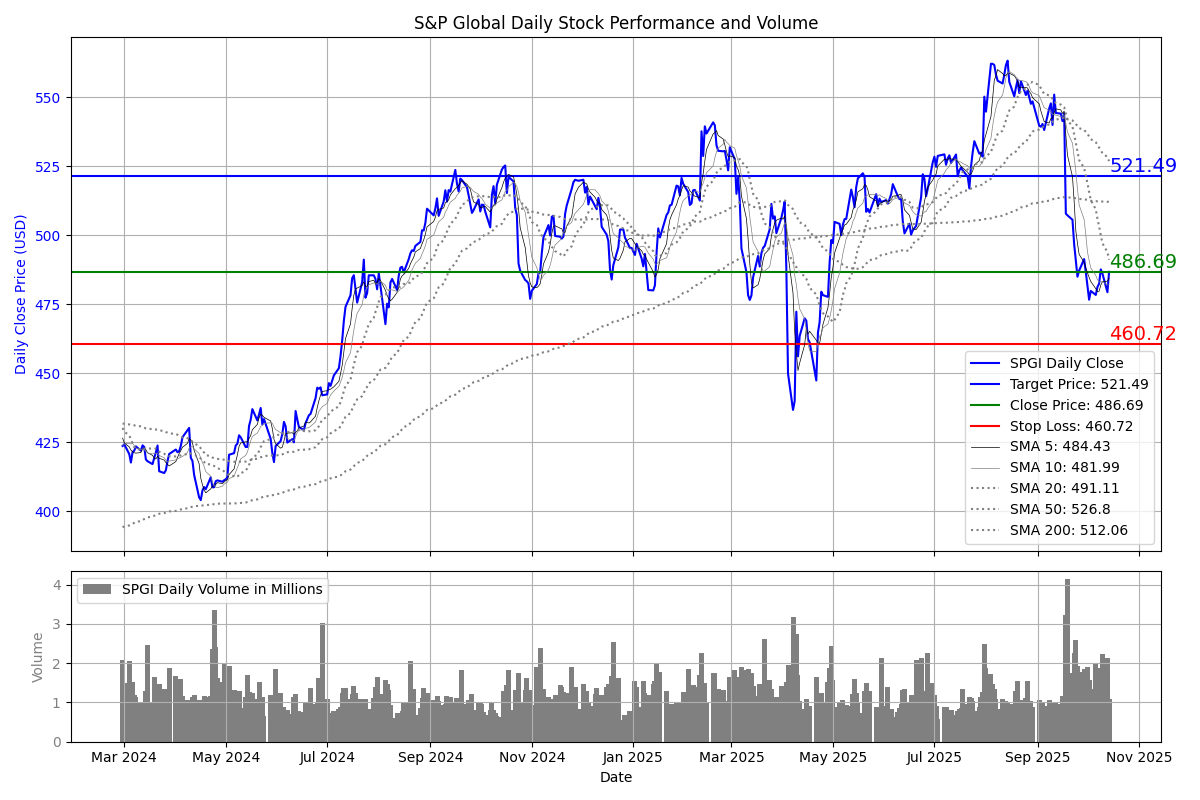 S&P Global Daily Stock Performance and Volume
Daily Close Price (USD)
550
525
500
475
450
425
400
521.49
486.69
460.72
SPGI Daily Close
Target Price: 521.49
Close Price: 486.69
Stop Loss: 460.72
SMA 5: 484.43
SMA 10: 481.99
SMA 20: 491.11
SMA 50: 526.8
SMA 200: 512.06
Volume
4
3
2
1
0
SPGI Daily Volume in Millions
Mar 2024 May 2024 Jul 2024 Sep 2024 Nov 2024 Jan 2025 Mar 2025 May 2025 Jul 2025 Sep 2025 Nov 2025
Date